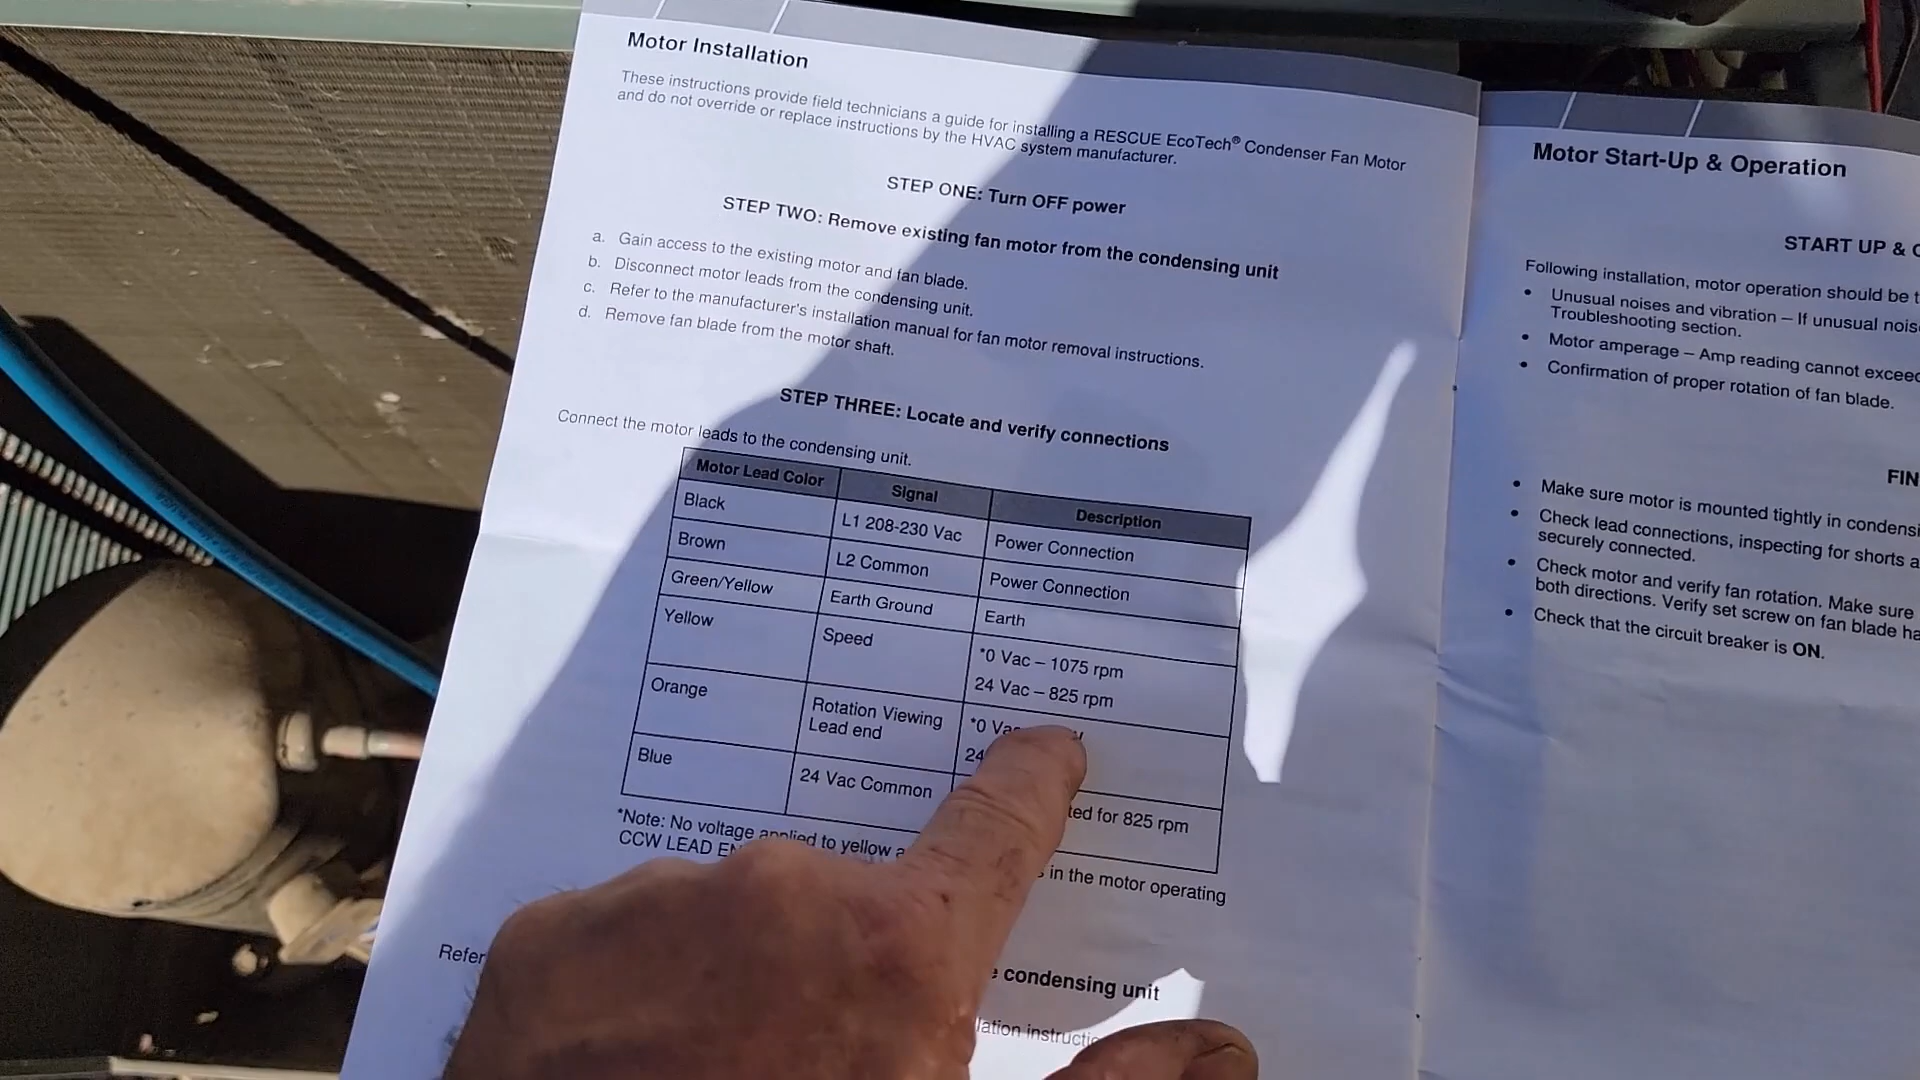 Motor Installation
These instructions provide field technicians a guide for installing a RESCUE EcoTech® Condenser Fan Motor
and do not override or replace instructions by the HVAC system manufacturer.
STEP ONE: Turn OFF power
STEP TWO: Remove existing fan motor from the condensing unit
a. Gain access to the existing motor and fan blade.
b. Disconnect motor leads from the condensing unit.
c. Refer to the manufacturer's installation manual for fan motor removal instructions.
d. Remove fan blade from the motor shaft.
STEP THREE: Locate and verify connections
Connect the motor leads to the condensing unit.
Motor Lead Color Signal Description
Black L1 208-230 Vac Power Connection
Brown L2 Common Power Connection
Green/Yellow Earth Ground Earth
Yellow Speed *0 Vac – 1075 rpm
24 Vac – 825 rpm
Orange Rotation Viewing *0 Vac
Lead end 24
Blue 24 Vac Common for 825 rpm
*Note: No voltage applied to yellow in the motor operating
CCW LEAD
Refer
condensing unit
Motor Start-Up & Operation
START UP &
Following installation, motor operation should be
• Unusual noises and vibration – If unusual
Troubleshooting section.
• Motor amperage – Amp reading cannot
• Confirmation of proper rotation of fan blade.
• Make sure motor is mounted tightly in
• Check lead connections, inspecting for shorts
securely connected.
• Check motor and verify fan rotation. Make sure
both directions. Verify set screw on fan blade
• Check that the circuit breaker is ON.